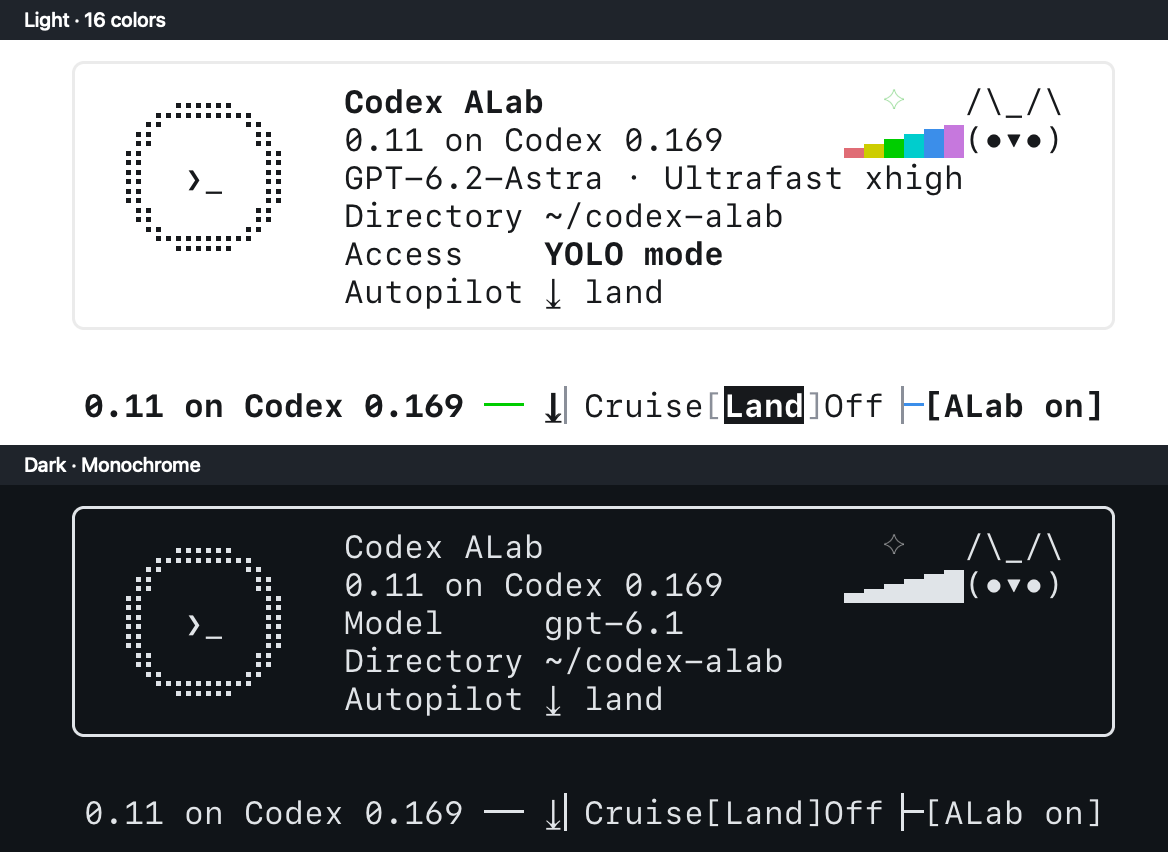 Light · 16 colors
❯_
Codex ALab
0.11 on Codex 0.169
GPT-6.2-Astra · Ultrafast xhigh
Directory ~/codex-alab
Access YOLO mode
Autopilot ⤓ land
✧ /\_/\
(●▾●)
0.11 on Codex 0.169 ── ⤓│ Cruise[Land]Off ├─[ALab on]
Dark · Monochrome
❯_
Codex ALab
0.11 on Codex 0.169
Model gpt-6.1
Directory ~/codex-alab
Autopilot ⤓ land
✧ /\_/\
(●▾●)
0.11 on Codex 0.169 ── ⤓│ Cruise[Land]Off ├─[ALab on]